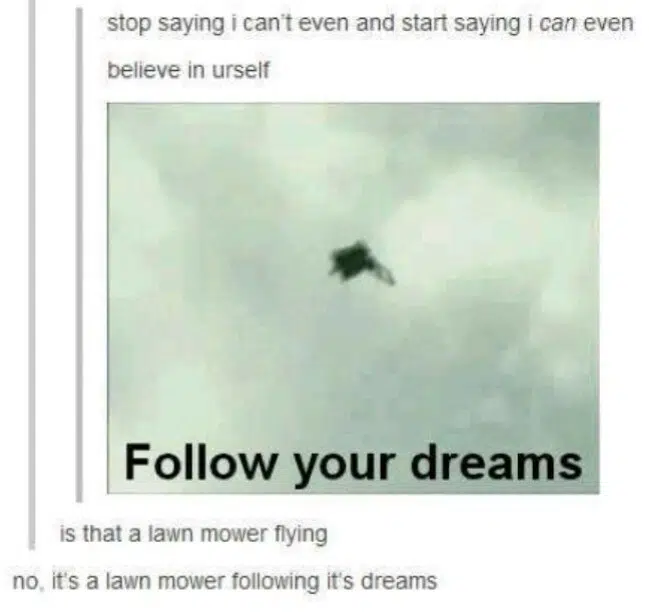 stop saying i can't even and start saying i can even
believe in urself
Follow your dreams
is that a lawn mower flying
no, it's a lawn mower following it's dreams